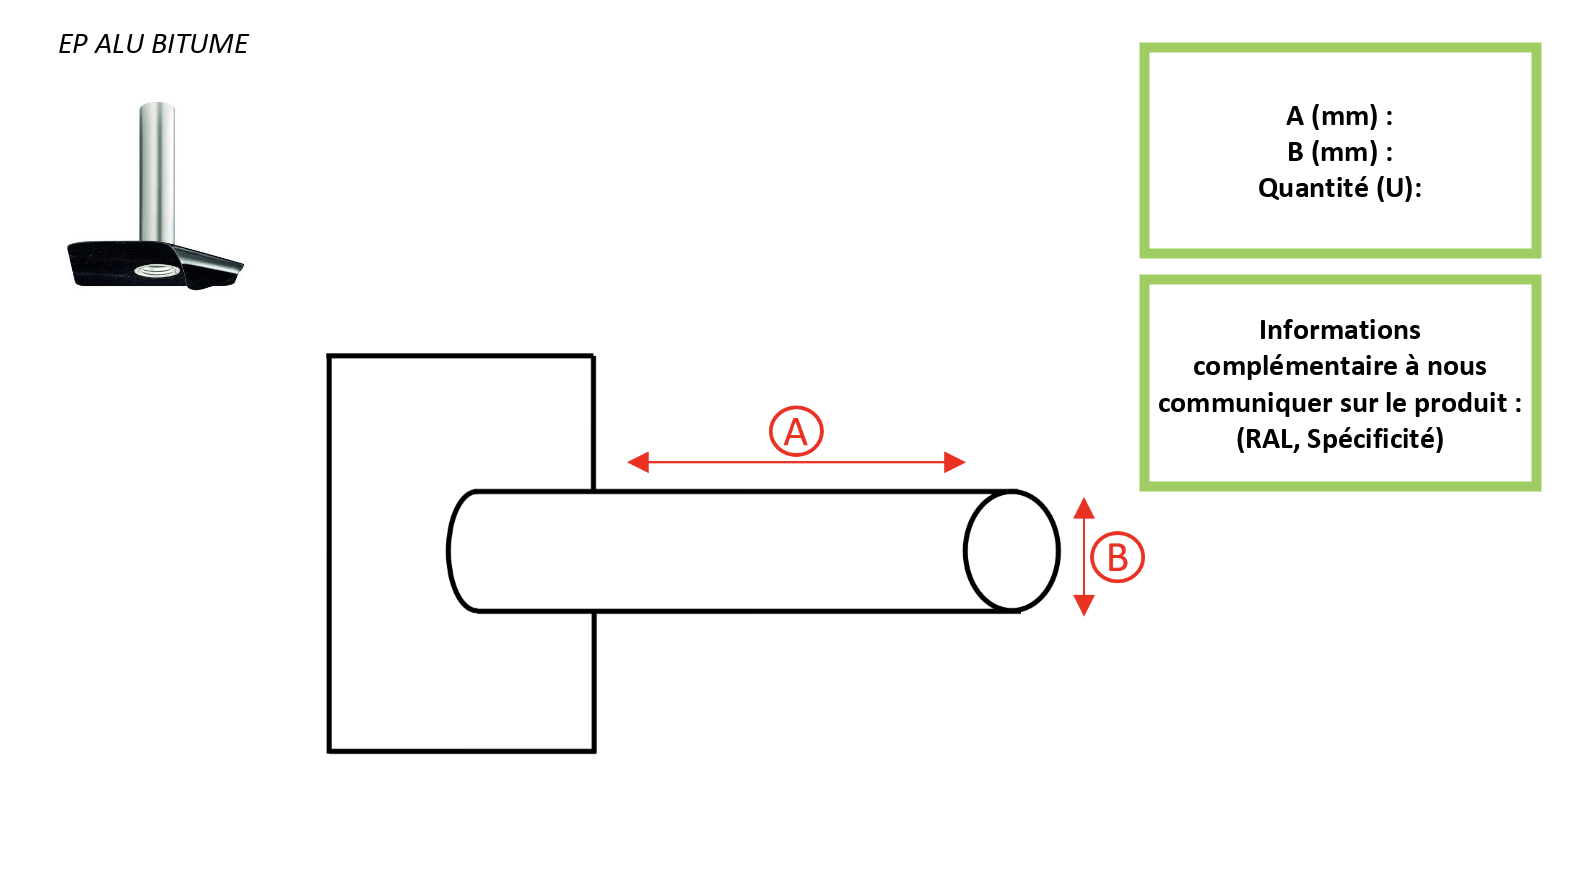 EP ALU BITUME
A (mm) :
B (mm) :
Quantité (U):
Informations
complémentaire à nous
communiquer sur le produit :
(RAL, Spécificité)
A
B